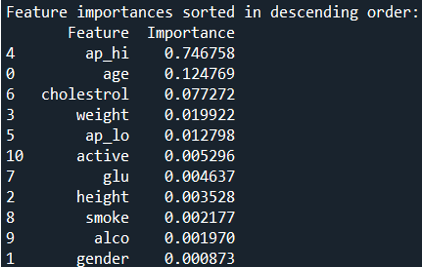 Feature importances sorted in descending order:
Feature Importance
4 ap_hi 0.746758
0 age 0.124769
6 cholestrol 0.077272
3 weight 0.019922
5 ap_lo 0.012798
10 active 0.005296
7 glu 0.004637
2 height 0.003528
8 smoke 0.002177
9 alco 0.001970
1 gender 0.000873